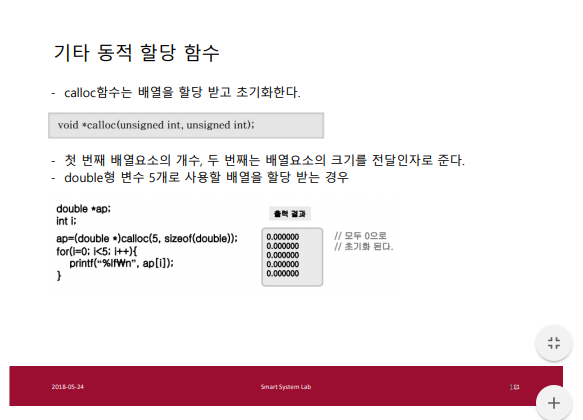 기타 동적 할당 함수
- calloc함수는 배열을 할당 받고 초기화한다.
void *calloc(unsigned int, unsigned int);
- 첫 번째 배열요소의 개수, 두 번째는 배열요소의 크기를 전달인자로 준다.
- double형 변수 5개로 사용할 배열을 할당 받는 경우
double *ap;
int i;
ap=(double *)calloc(5, sizeof(double));
for(i=0; i<5; i++){
printf("%lf₩n", ap[i]);
}
출력 결과
0.000000
0.000000
0.000000
0.000000
0.000000
// 모두 0으로
// 초기화 된다.
2018-05-24
Smart System Lab